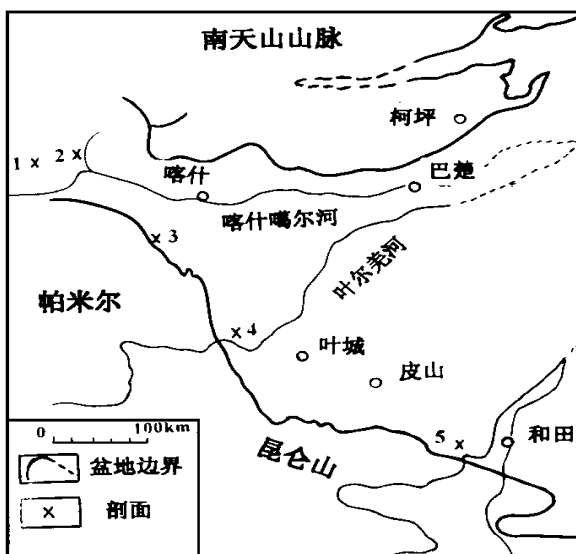 南天山山脉
柯坪
1× 2×
喀什
巴楚
喀什噶尔河
×3
叶尔羌河
帕米尔
×4
叶城
皮山
5×
和田
昆仑山
0 100km
盆地边界
× 剖面